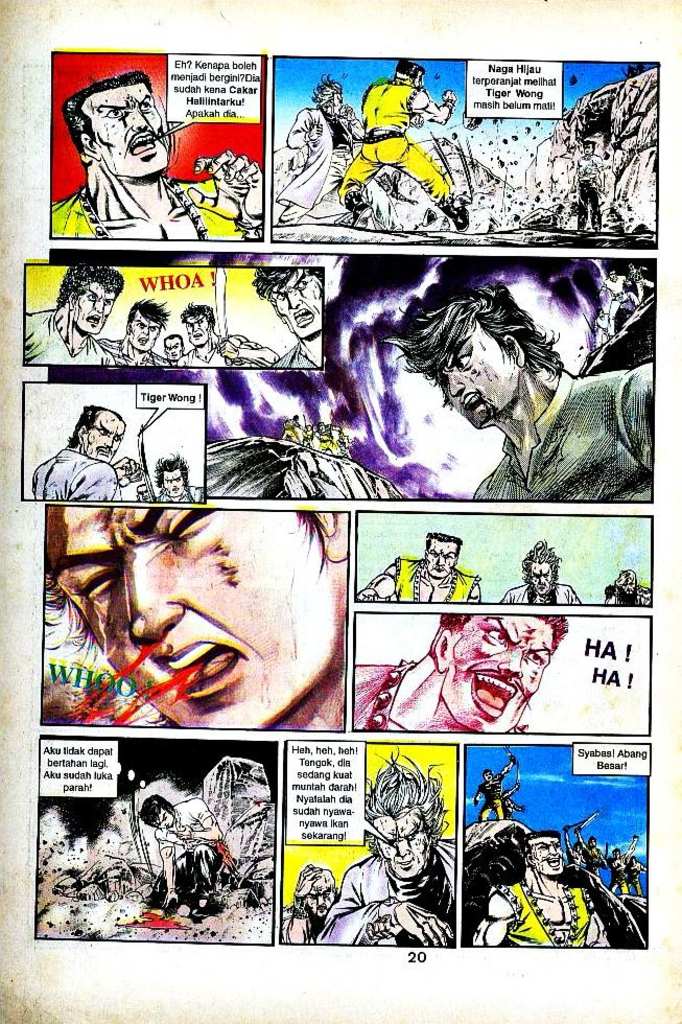 Eh? Kenapa boleh
menjadi bergini?Dia
sudah kena Cakar
Halilintarku!
Apakah dia...
Naga Hijau
terporanjat melihat
Tiger Wong
masih belum mati!
WHOA !
Tiger Wong !
WHOO !
HA !
HA !
Aku tidak dapat
bertahan lagi.
Aku sudah luka
parah!
Heh, heh, heh!
Tengok, dia
sedang kuat
muntah darah!
Nyatalah dia
sudah nyawa-
nyawa ikan
sekarang!
Syabas! Abang
Besar!
20